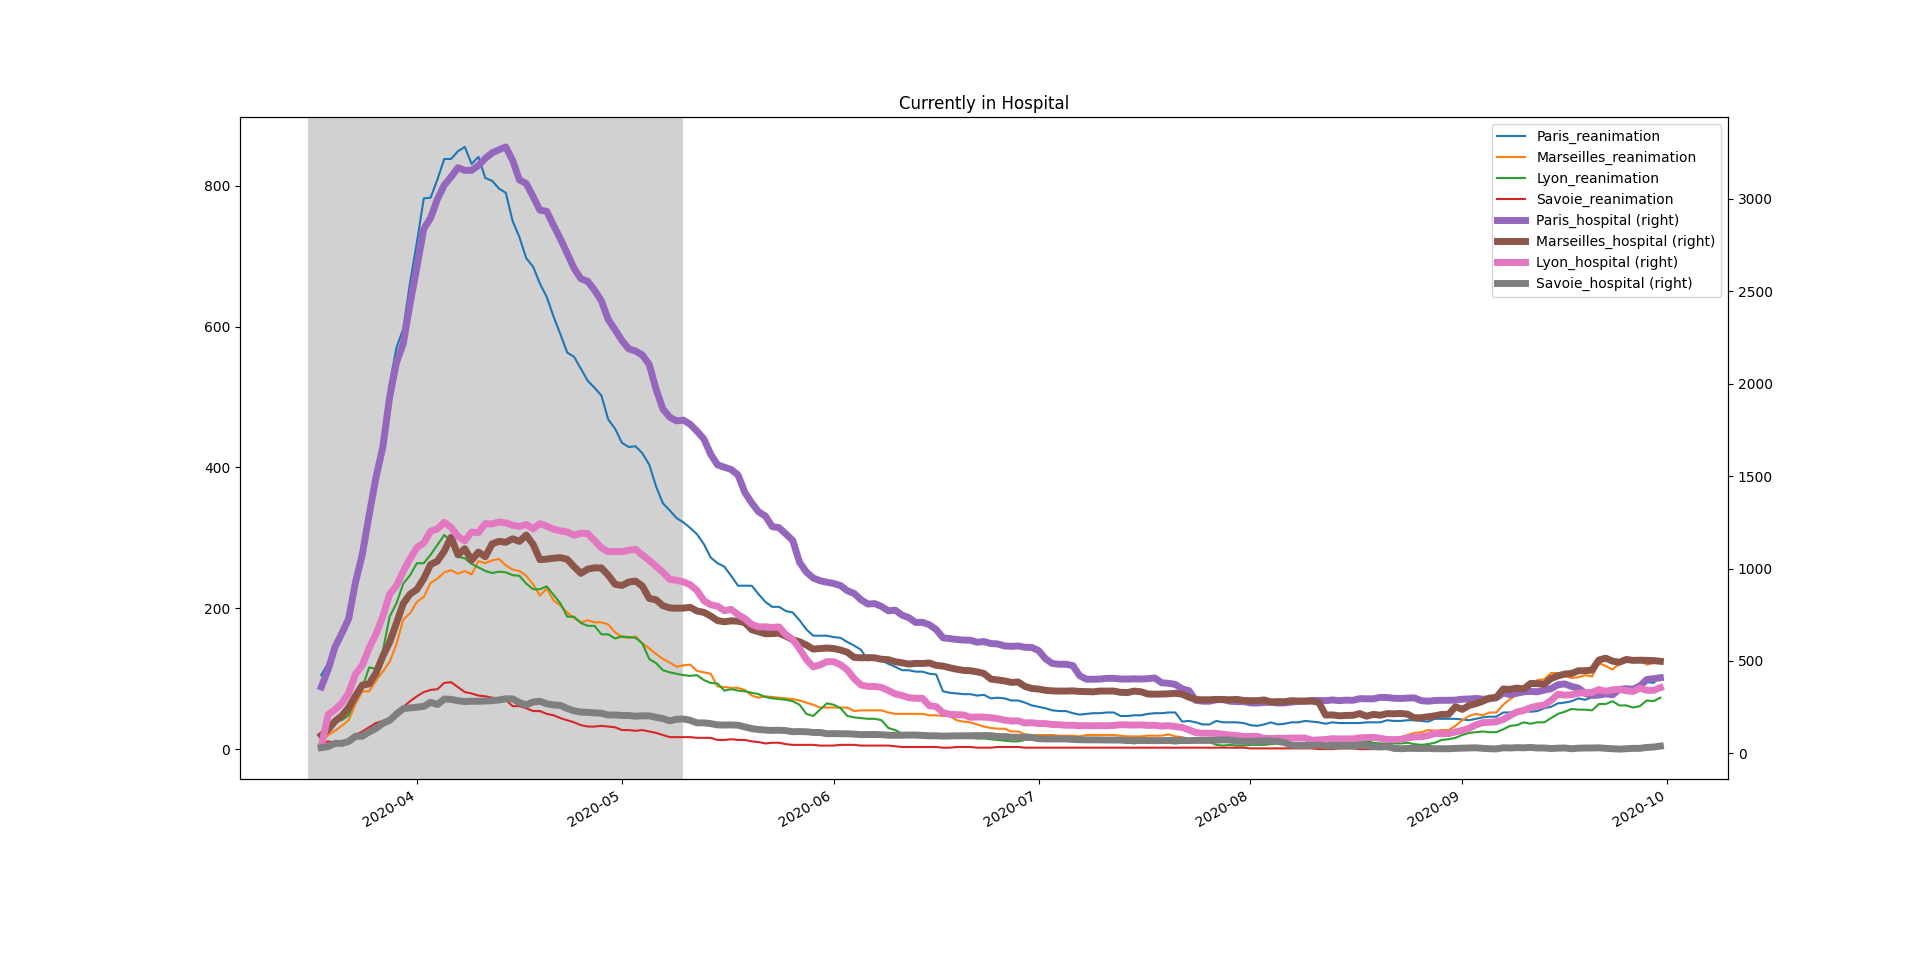 Currently in Hospital
Paris_reanimation
Marseilles_reanimation
Lyon_reanimation
Savoie_reanimation
Paris_hospital (right)
Marseilles_hospital (right)
Lyon_hospital (right)
Savoie_hospital (right)
800
600
400
200
0
3000
2500
2000
1500
1000
500
0
2020-04
2020-05
2020-06
2020-07
2020-08
2020-09
2020-10